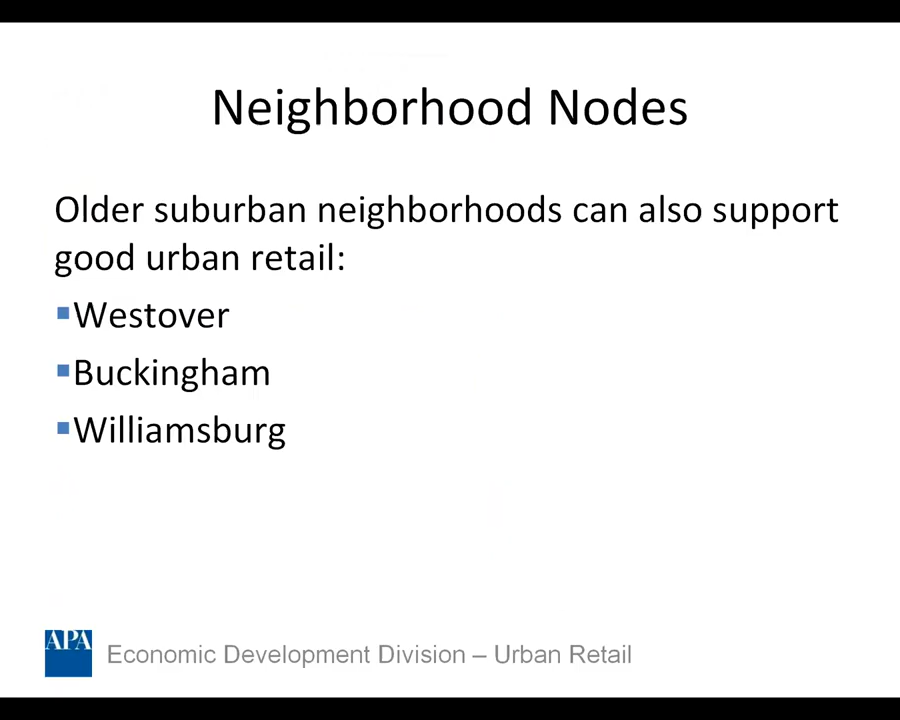 Neighborhood Nodes
Older suburban neighborhoods can also support
good urban retail:
▪Westover
▪Buckingham
▪Williamsburg
APA
Economic Development Division – Urban Retail